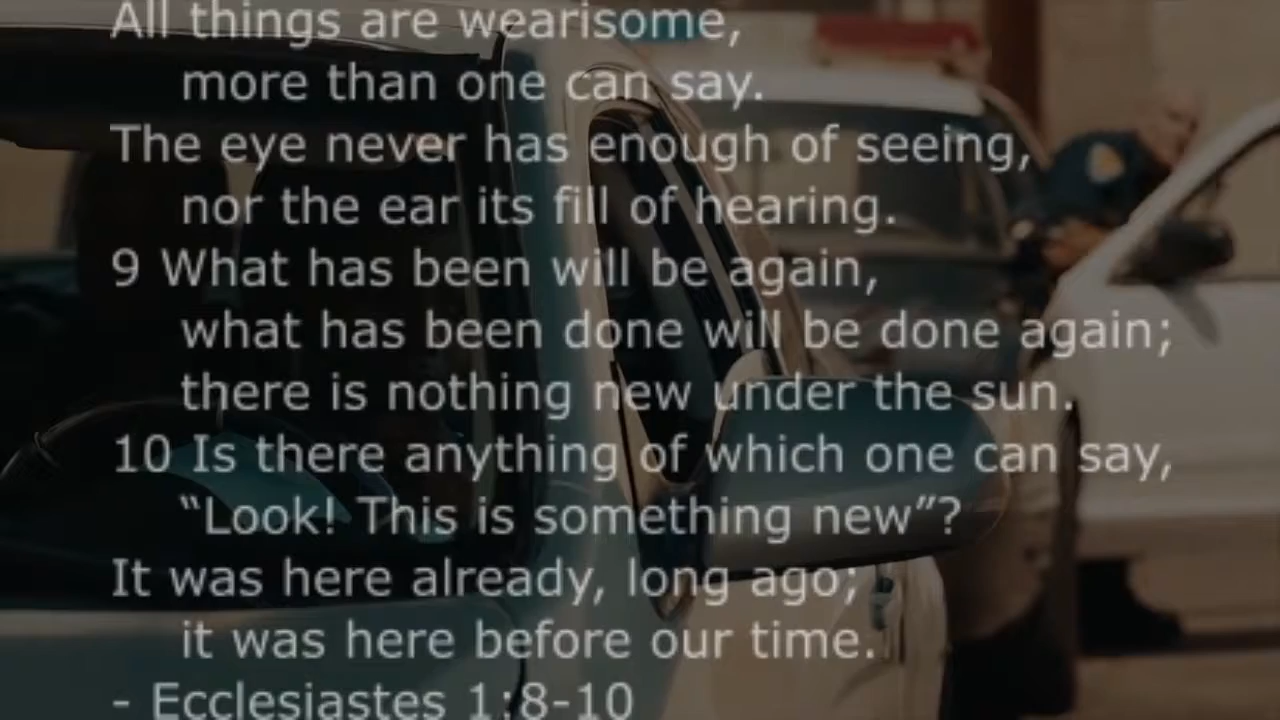 All things are wearisome,
more than one can say.
The eye never has enough of seeing,
nor the ear its fill of hearing.
9 What has been will be again,
what has been done will be done again;
there is nothing new under the sun.
10 Is there anything of which one can say,
“Look! This is something new”?
It was here already, long ago;
it was here before our time.
- Ecclesiastes 1:8-10